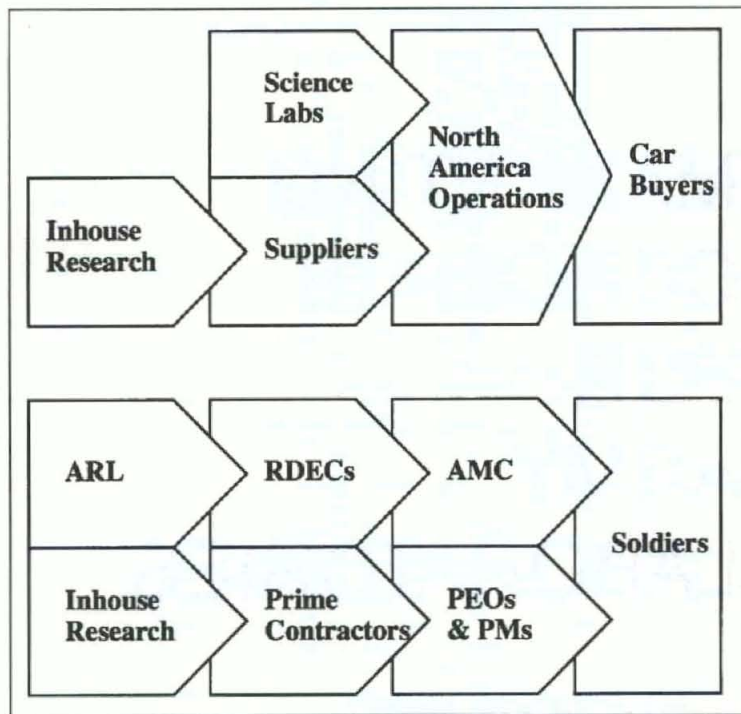 Science
Labs
North
America
Operations
Car
Buyers
Inhouse
Research
Suppliers
ARL
RDECs
AMC
Soldiers
Inhouse
Research
Prime
Contractors
PEOs
& PMs